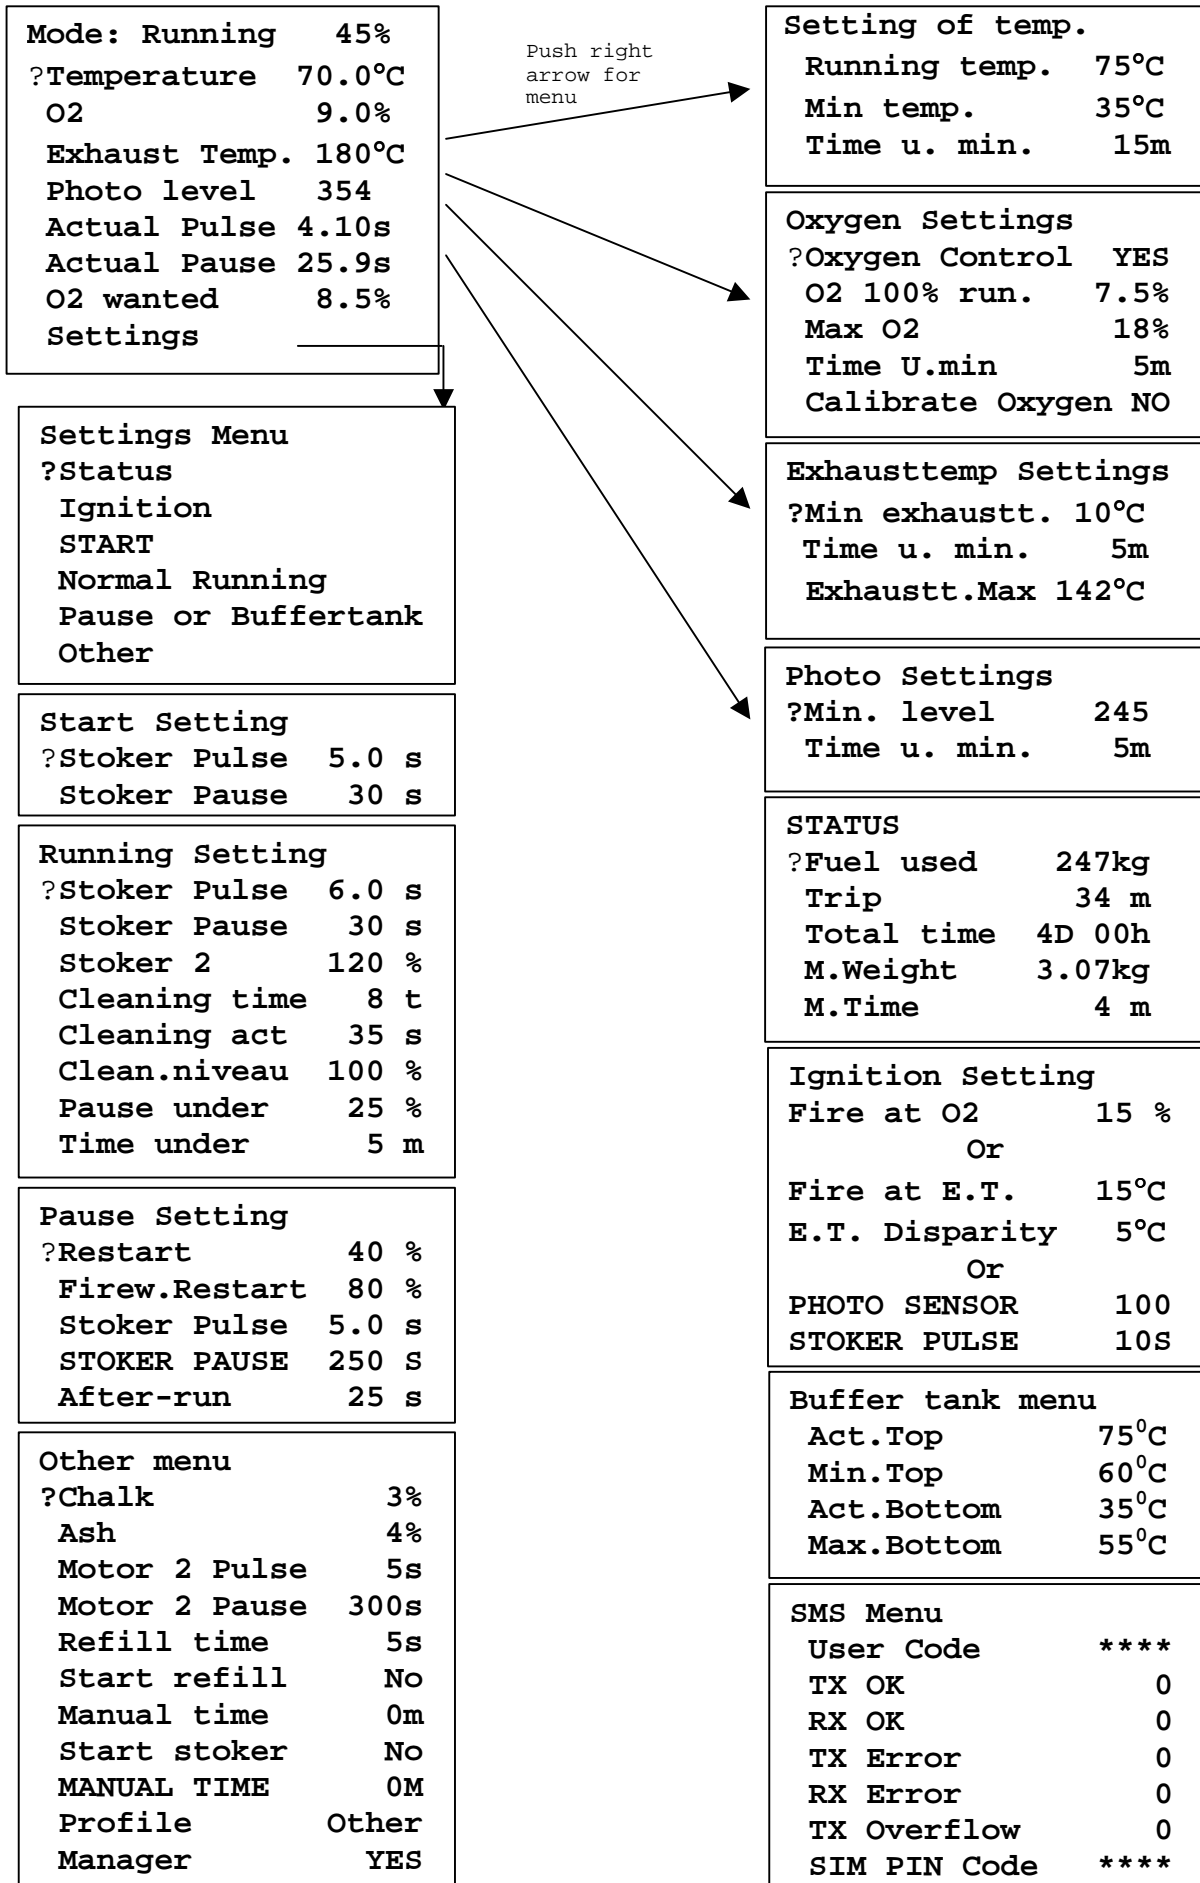 Mode: Running 45%
?Temperature 70.0°C
O2 9.0%
Exhaust Temp. 180°C
Photo level 354
Actual Pulse 4.10s
Actual Pause 25.9s
O2 wanted 8.5%
Settings
Push right
arrow for
menu
Settings Menu
?Status
Ignition
START
Normal Running
Pause or Buffertank
Other
Start Setting
?Stoker Pulse 5.0 s
Stoker Pause 30 s
Running Setting
?Stoker Pulse 6.0 s
Stoker Pause 30 s
Stoker 2 120 %
Cleaning time 8 t
Cleaning act 35 s
Clean.niveau 100 %
Pause under 25 %
Time under 5 m
Pause Setting
?Restart 40 %
Firew.Restart 80 %
Stoker Pulse 5.0 s
STOKER PAUSE 250 S
After-run 25 s
Other menu
?Chalk 3%
Ash 4%
Motor 2 Pulse 5s
Motor 2 Pause 300s
Refill time 5s
Start refill No
Manual time 0m
Start stoker No
MANUAL TIME 0M
Profile Other
Manager YES
Setting of temp.
Running temp. 75°C
Min temp. 35°C
Time u. min. 15m
Oxygen Settings
?Oxygen Control YES
O2 100% run. 7.5%
Max O2 18%
Time U.min 5m
Calibrate Oxygen NO
Exhausttemp Settings
?Min exhaustt. 10°C
Time u. min. 5m
Exhaustt.Max 142°C
Photo Settings
?Min. level 245
Time u. min. 5m
STATUS
?Fuel used 247kg
Trip 34 m
Total time 4D 00h
M.Weight 3.07kg
M.Time 4 m
Ignition Setting
Fire at O2 15 %
Or
Fire at E.T. 15°C
E.T. Disparity 5°C
Or
PHOTO SENSOR 100
STOKER PULSE 10S
Buffer tank menu
Act.Top 75⁰C
Min.Top 60⁰C
Act.Bottom 35⁰C
Max.Bottom 55⁰C
SMS Menu
User Code ****
TX OK 0
RX OK 0
TX Error 0
RX Error 0
TX Overflow 0
SIM PIN Code ****